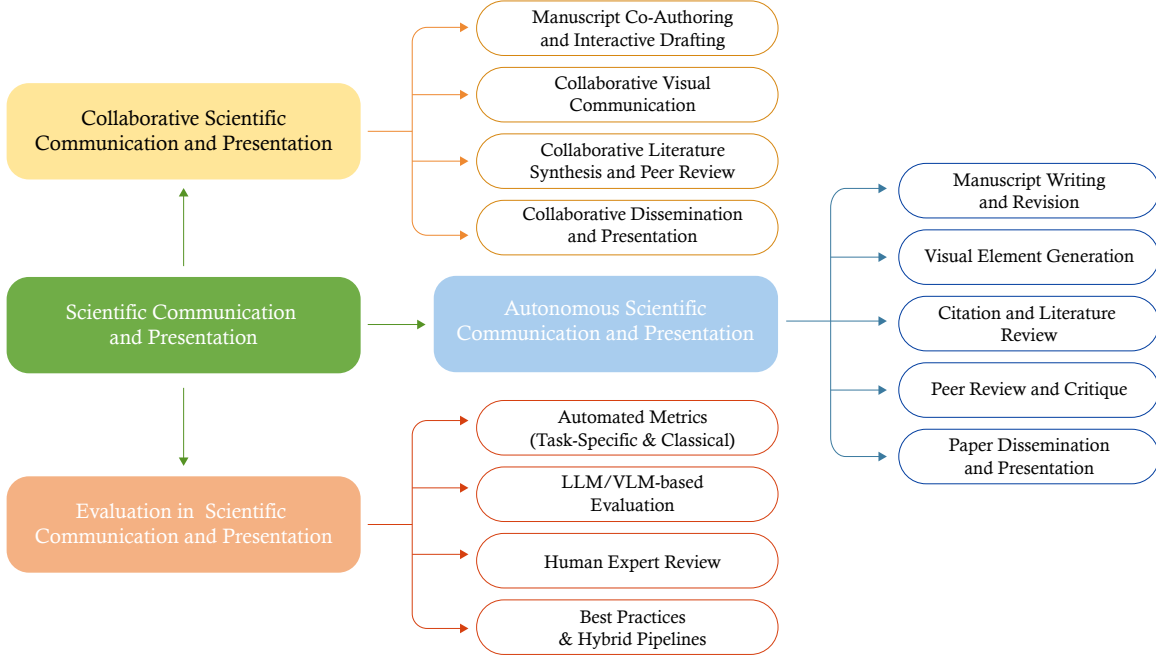 Manuscript Co-Authoring
and Interactive Drafting
Collaborative Visual
Communication
Collaborative Scientific
Communication and Presentation
Collaborative Literature
Synthesis and Peer Review
Collaborative Dissemination
and Presentation
Manuscript Writing
and Revision
Visual Element Generation
Scientific Communication
and Presentation
Autonomous Scientific
Communication and Presentation
Citation and Literature
Review
Peer Review and Critique
Paper Dissemination
and Presentation
Automated Metrics
(Task-Specific & Classical)
LLM/VLM-based
Evaluation
Evaluation in Scientific
Communication and Presentation
Human Expert Review
Best Practices
& Hybrid Pipelines